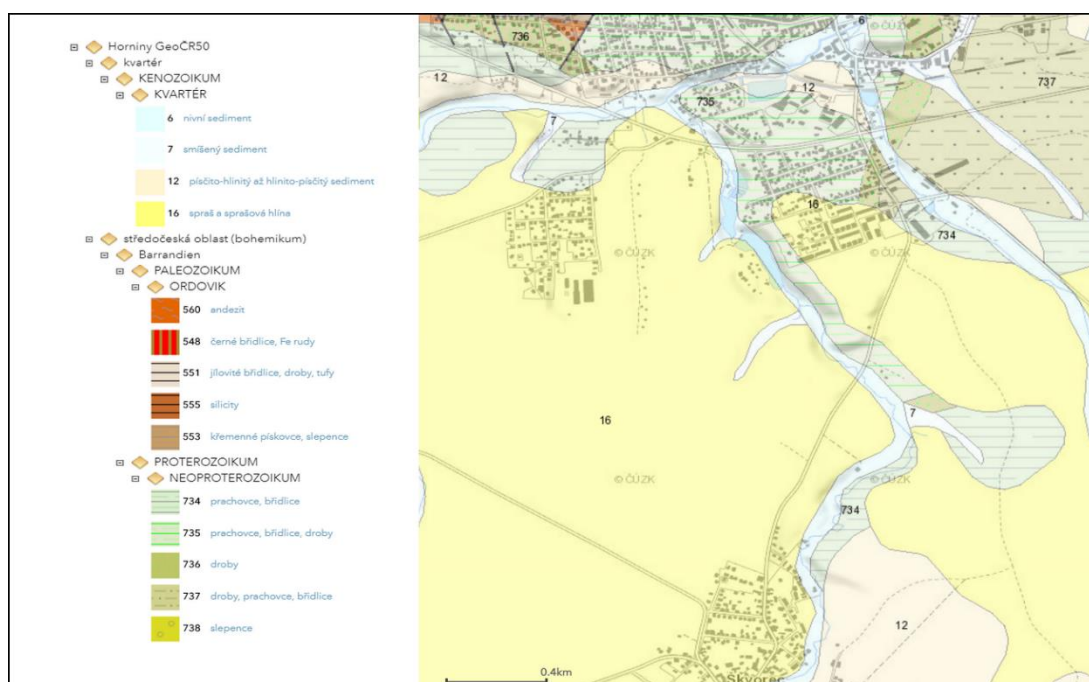 Horniny GeoČR50
kvartér
KENOZOIKUM
KVARTÉR
6 nivní sediment
7 smíšený sediment
12 písčito-hlinitý až hlinito-písčitý sediment
16 spraš a sprašové hlína
středočeská oblast (bohemikum)
Barrandien
PALEOZOIKUM
ORDOVIK
560 andezit
548 černé břidlice, Fe rudy
551 jílovité břidlice, droby, tufy
555 silicity
553 křemenné pískovce, slepence
PROTEROZOIKUM
NEOPROTEROZOIKUM
734 prachovce, břidlice
735 prachovce, břidlice, droby
736 droby
737 droby, prachovce, břidlice
738 slepence
6
© ČÚZK
© ČÚZK
736
12
737
12
735
7
16
734
© ČÚZK
© ČÚZK
16
7
© ČÚZK
© ČÚZK
734
12
0.4km
Škvorec